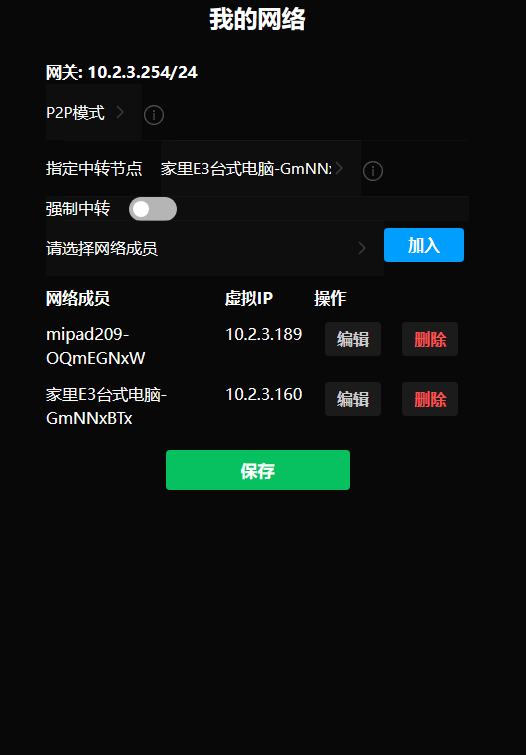 我的网络
网关: 10.2.3.254/24
P2P模式
指定中转节点 家里E3台式电脑-GmNN
强制中转
请选择网络成员 加入
网络成员 虚拟IP 操作
mipad209-
OQmEGNxW 10.2.3.189 编辑 删除
家里E3台式电脑-
GmNNxBTx 10.2.3.160 编辑 删除
保存